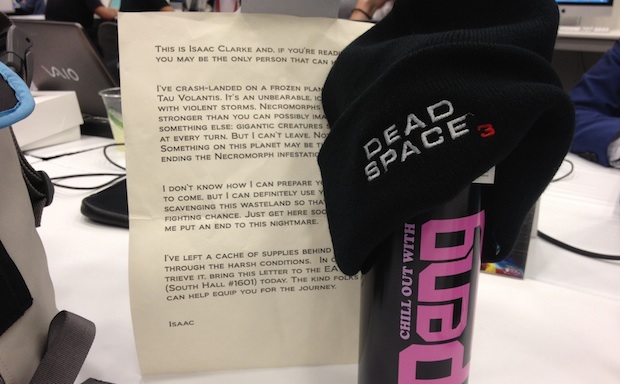 THIS IS ISAAC CLARKE AND, IF YOU'RE READI
YOU MAY BE THE ONLY PERSON THAT CAN H
I'VE CRASH-LANDED ON A FROZEN PLAN
TAU VOLANTIS. IT'S AN UNBEARABLE, IC
WITH VIOLENT STORMS. NECROMORPHS
STRONGER THAN YOU CAN POSSIBLY IMA
SOMETHING ELSE: GIGANTIC CREATURES S
AT EVERY TURN. BUT I CAN'T LEAVE. NO
SOMETHING ON THIS PLANET MAY BE T
ENDING THE NECROMORPH INFESTATIO
I DON'T KNOW HOW I CAN PREPARE YO
TO COME, BUT I CAN DEFINITELY USE Y
SCAVENGING THIS WASTELAND SO THA
FIGHTING CHANCE. JUST GET HERE SOO
ME PUT AN END TO THIS NIGHTMARE.
I'VE LEFT A CACHE OF SUPPLIES BEHIND
THROUGH THE HARSH CONDITIONS. IN O
TRIEVE IT, BRING THIS LETTER TO THE EA
(SOUTH HALL #1601) TODAY. THE KIND FOLKS
CAN HELP EQUIP YOU FOR THE JOURNEY.
ISAAC
DEAD
SPACE 3
CHILL OUT WITH
VAIO